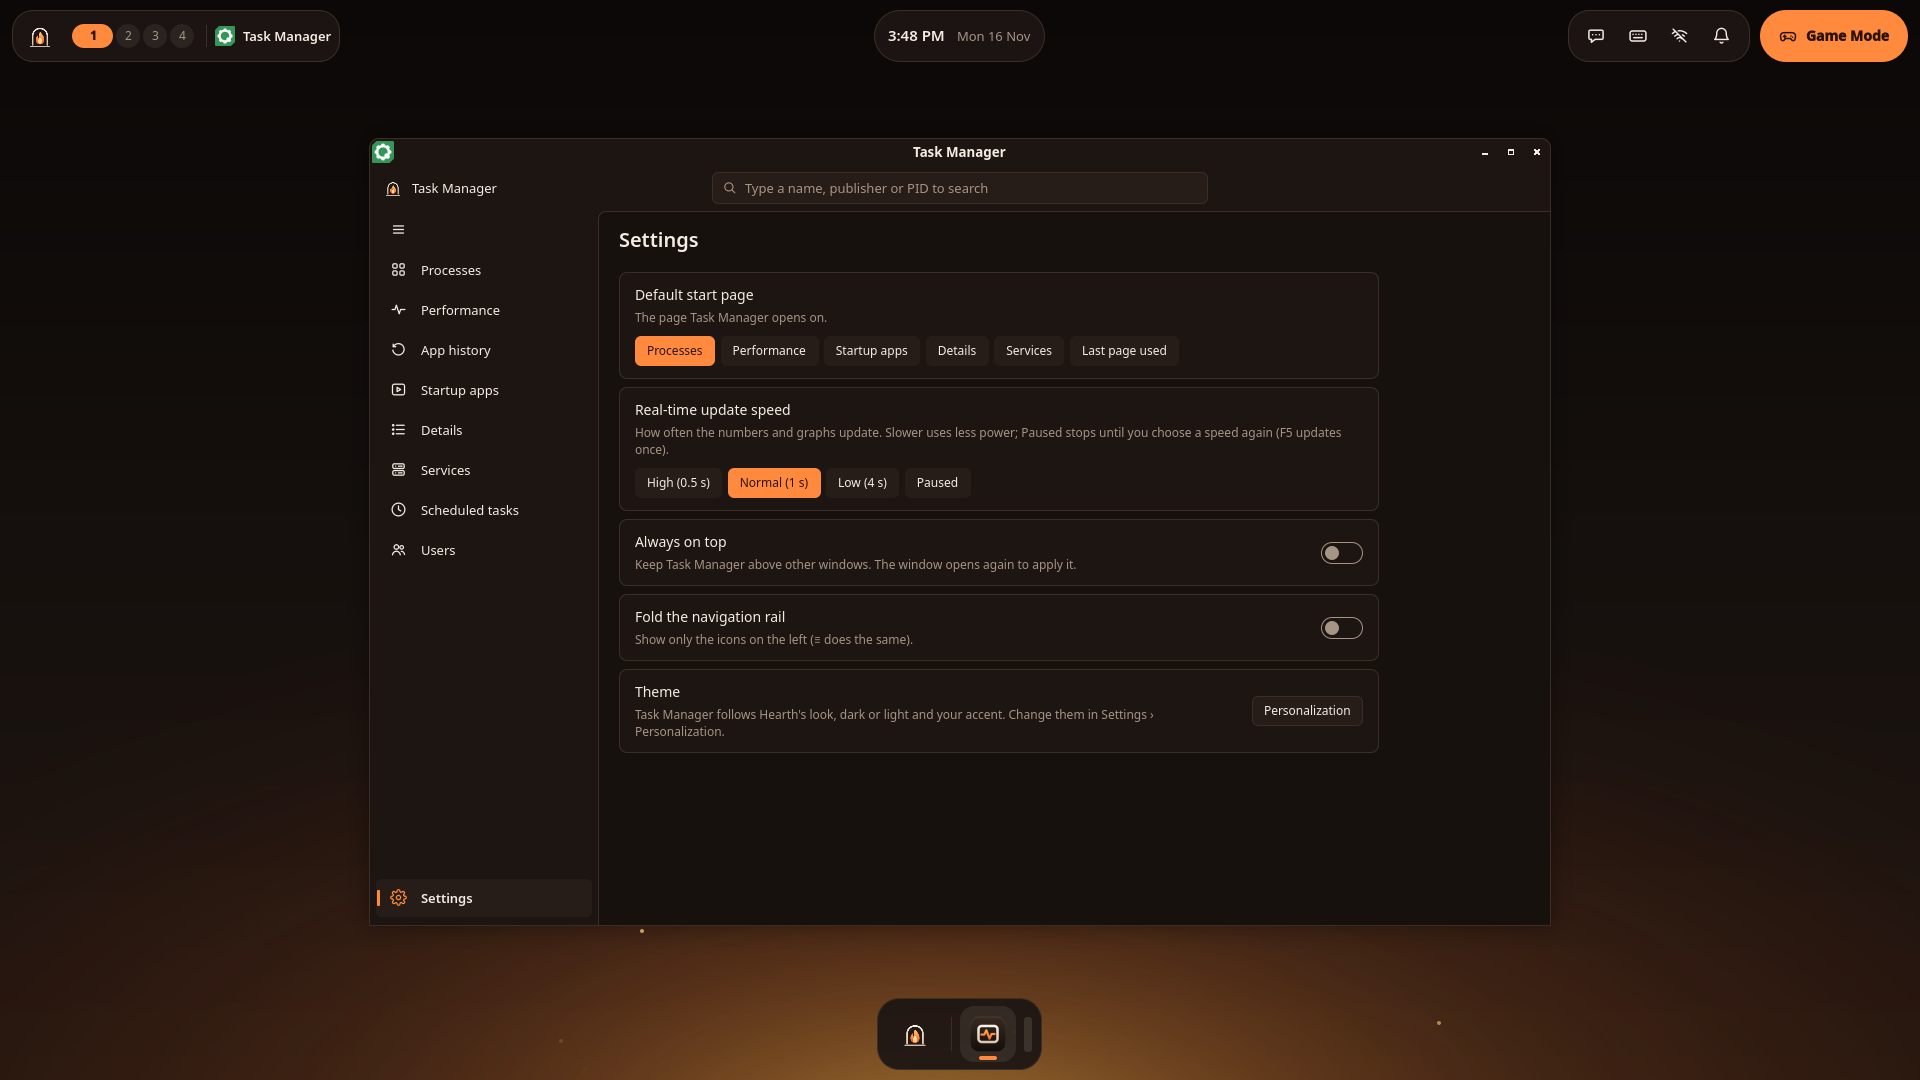 1 2 3 4 Task Manager
3:48 PM Mon 16 Nov
Game Mode
Task Manager
Task Manager
Type a name, publisher or PID to search
Processes
Performance
App history
Startup apps
Details
Services
Scheduled tasks
Users
Settings
Settings
Default start page
The page Task Manager opens on.
Processes Performance Startup apps Details Services Last page used
Real-time update speed
How often the numbers and graphs update. Slower uses less power; Paused stops until you choose a speed again (F5 updates
once).
High (0.5 s) Normal (1 s) Low (4 s) Paused
Always on top
Keep Task Manager above other windows. The window opens again to apply it.
Fold the navigation rail
Show only the icons on the left (≡ does the same).
Theme
Task Manager follows Hearth's look, dark or light and your accent. Change them in Settings ›
Personalization.
Personalization